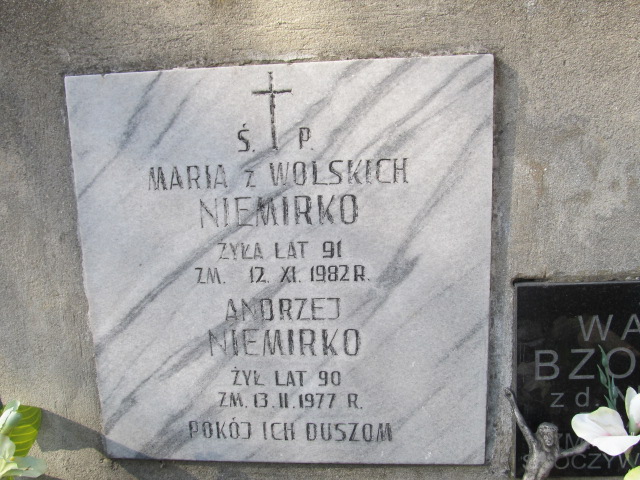 Ś. P.
MARIA z WOLSKICH
NIEMIRKO
ŻYŁA LAT 91
ZM. 12. XI. 1982 R.
ANDRZEJ
NIEMIRKO
ŻYŁ LAT 90
ZM. 13. II. 1977 R.
POKÓJ ICH DUSZOM
WA
BZO
z d.